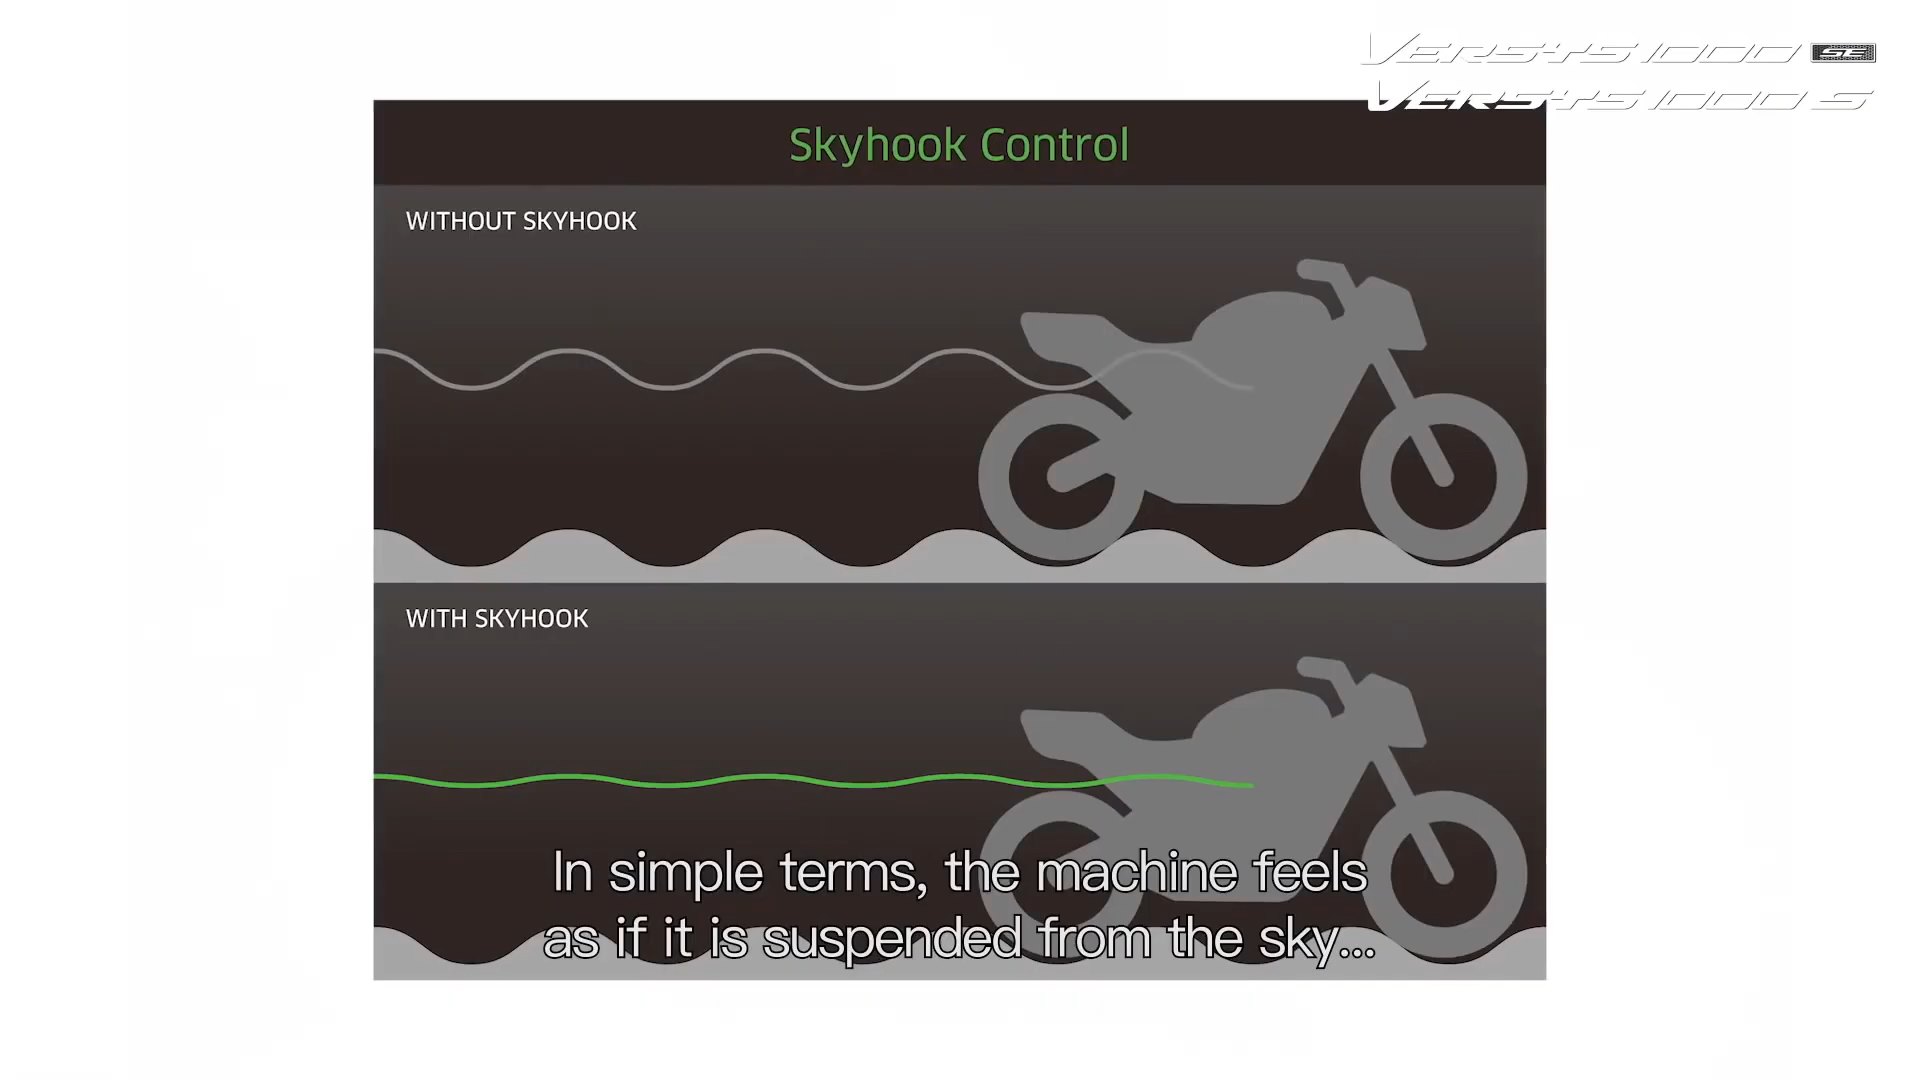 VERSYS 1000 SE
VERSYS 1000 S
Skyhook Control
WITHOUT SKYHOOK
WITH SKYHOOK
In simple terms, the machine feels
as if it is suspended from the sky...